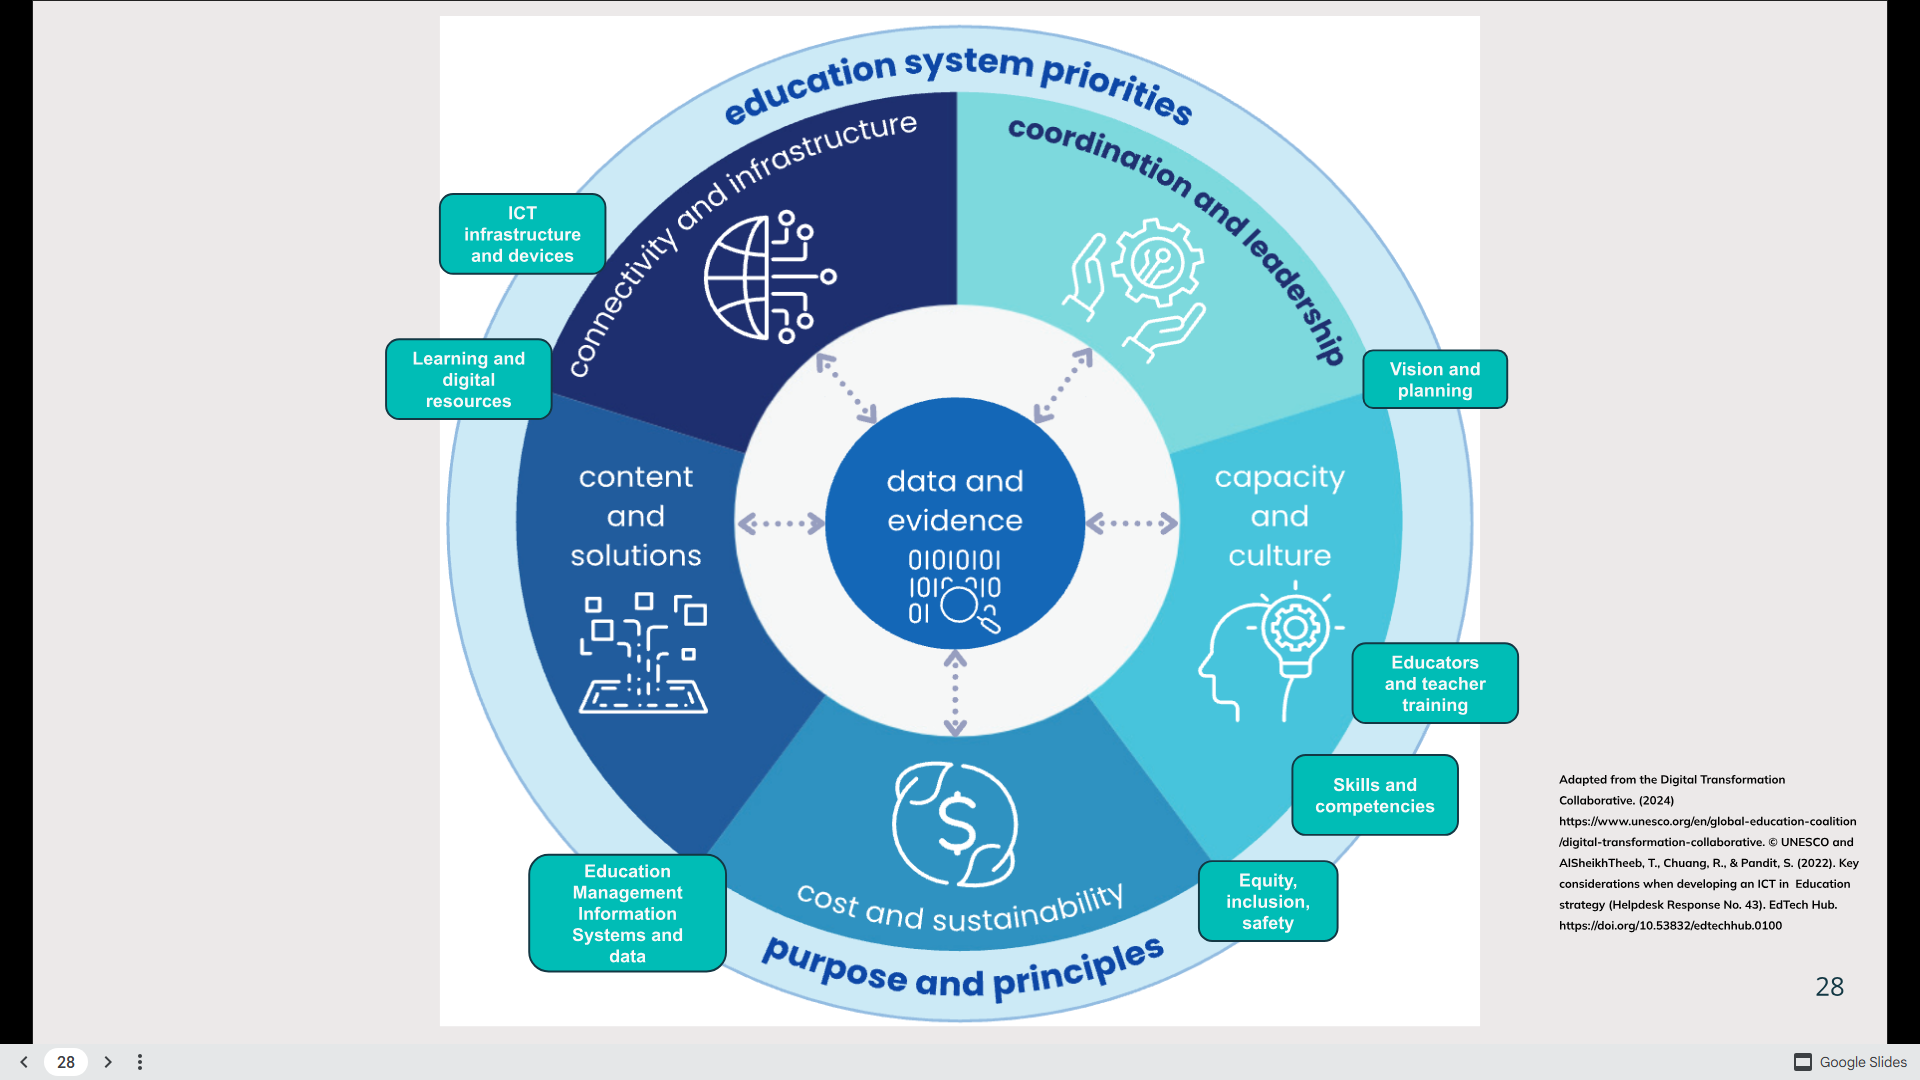 education system priorities
connectivity and infrastructure
coordination and leadership
ICT
infrastructure
and devices
Learning and
digital
resources
Vision and
planning
content
and
solutions
data and
evidence
01010101
010
01
capacity
and
culture
Educators
and teacher
training
Skills and
competencies
Education
Management
Information
Systems and
data
$
cost and sustainability
Equity,
inclusion,
safety
purpose and principles
Adapted from the Digital Transformation
Collaborative. (2024)
https://www.unesco.org/en/global-education-coalition
/digital-transformation-collaborative. © UNESCO and
AlSheikhTheeb, T., Chuang, R., & Pandit, S. (2022). Key
considerations when developing an ICT in Education
strategy (Helpdesk Response No. 43). EdTech Hub.
https://doi.org/10.53832/edtechhub.0100
28
28
Google Slides